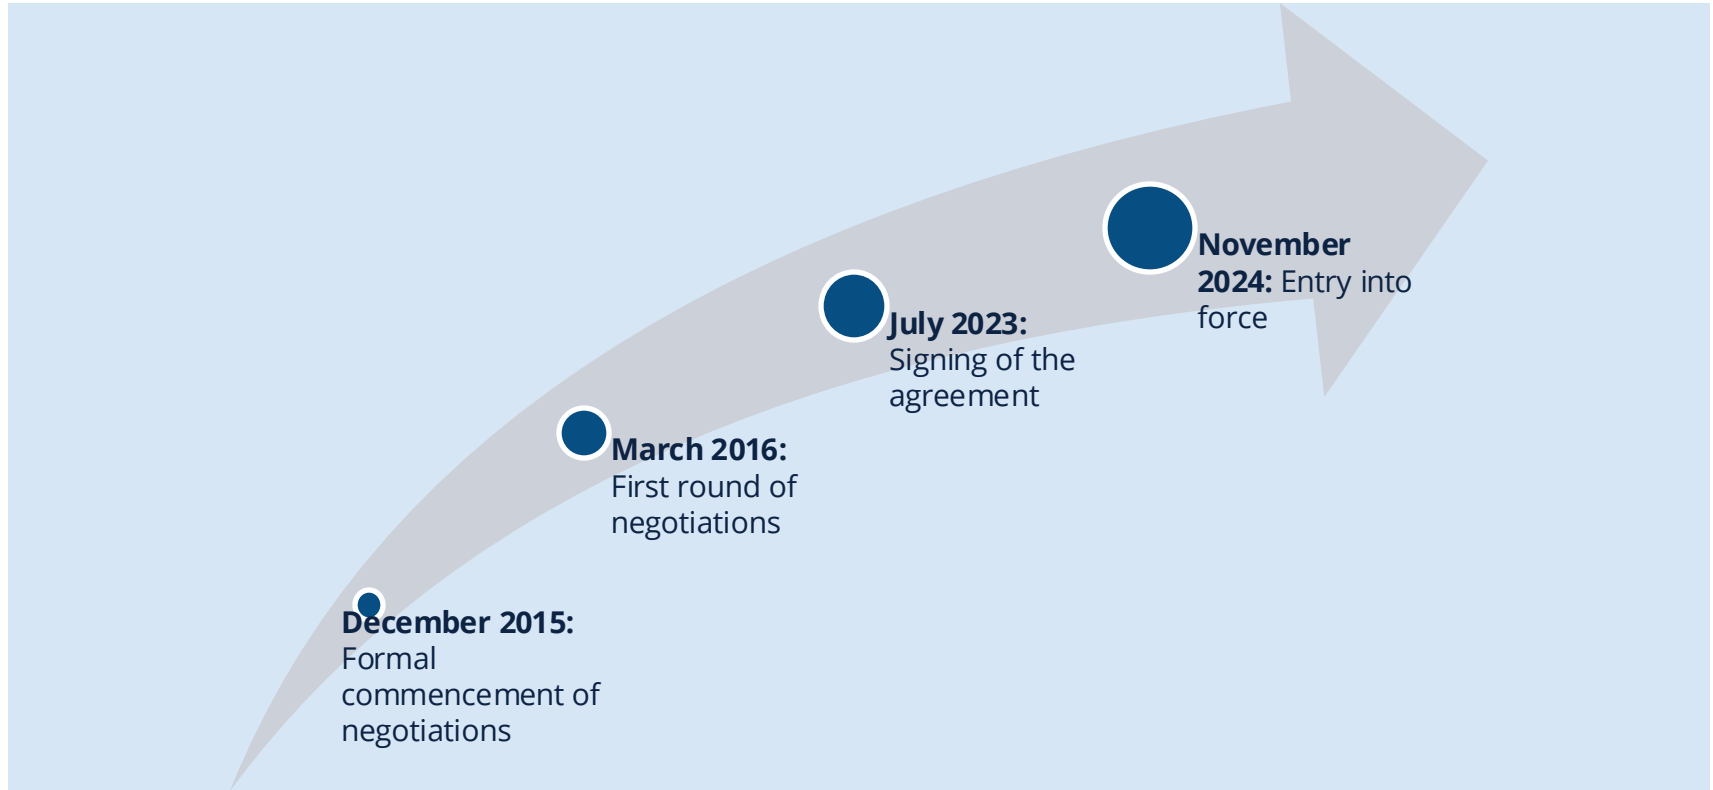 December 2015:
Formal
commencement of
negotiations
March 2016:
First round of
negotiations
July 2023:
Signing of the
agreement
November
2024: Entry into
force